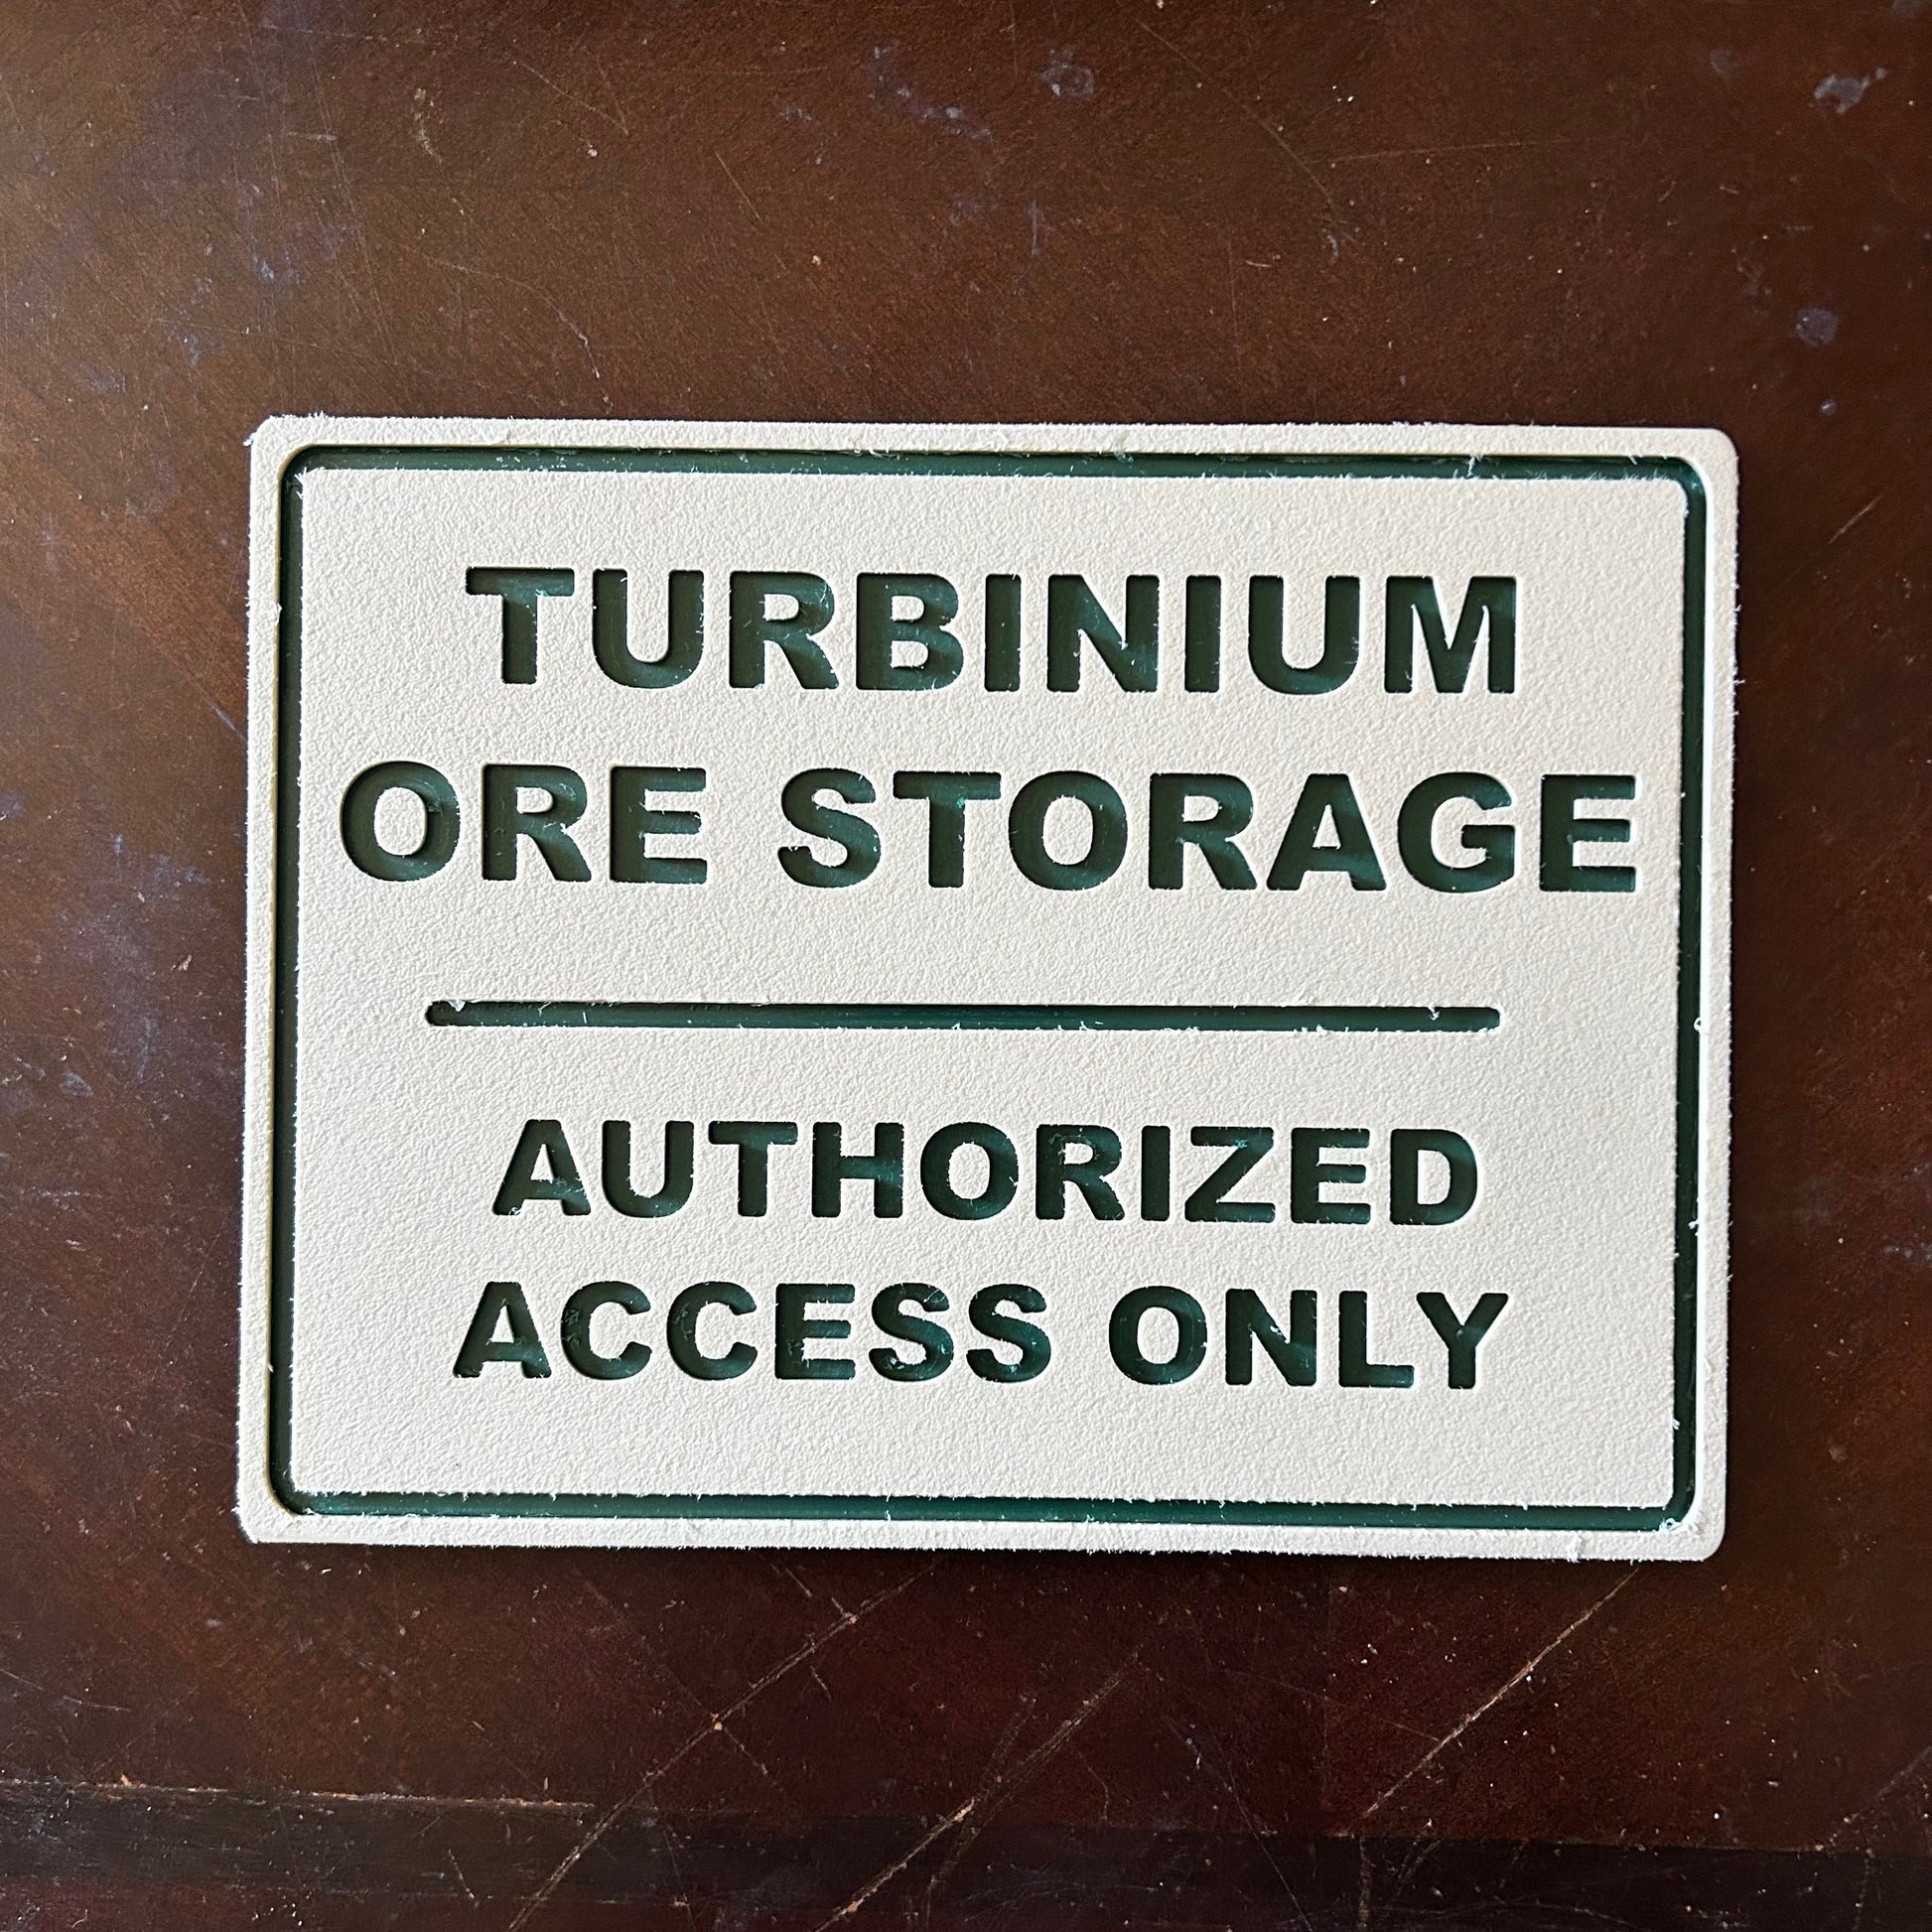 TURBINIUM
ORE STORAGE
AUTHORIZED
ACCESS ONLY